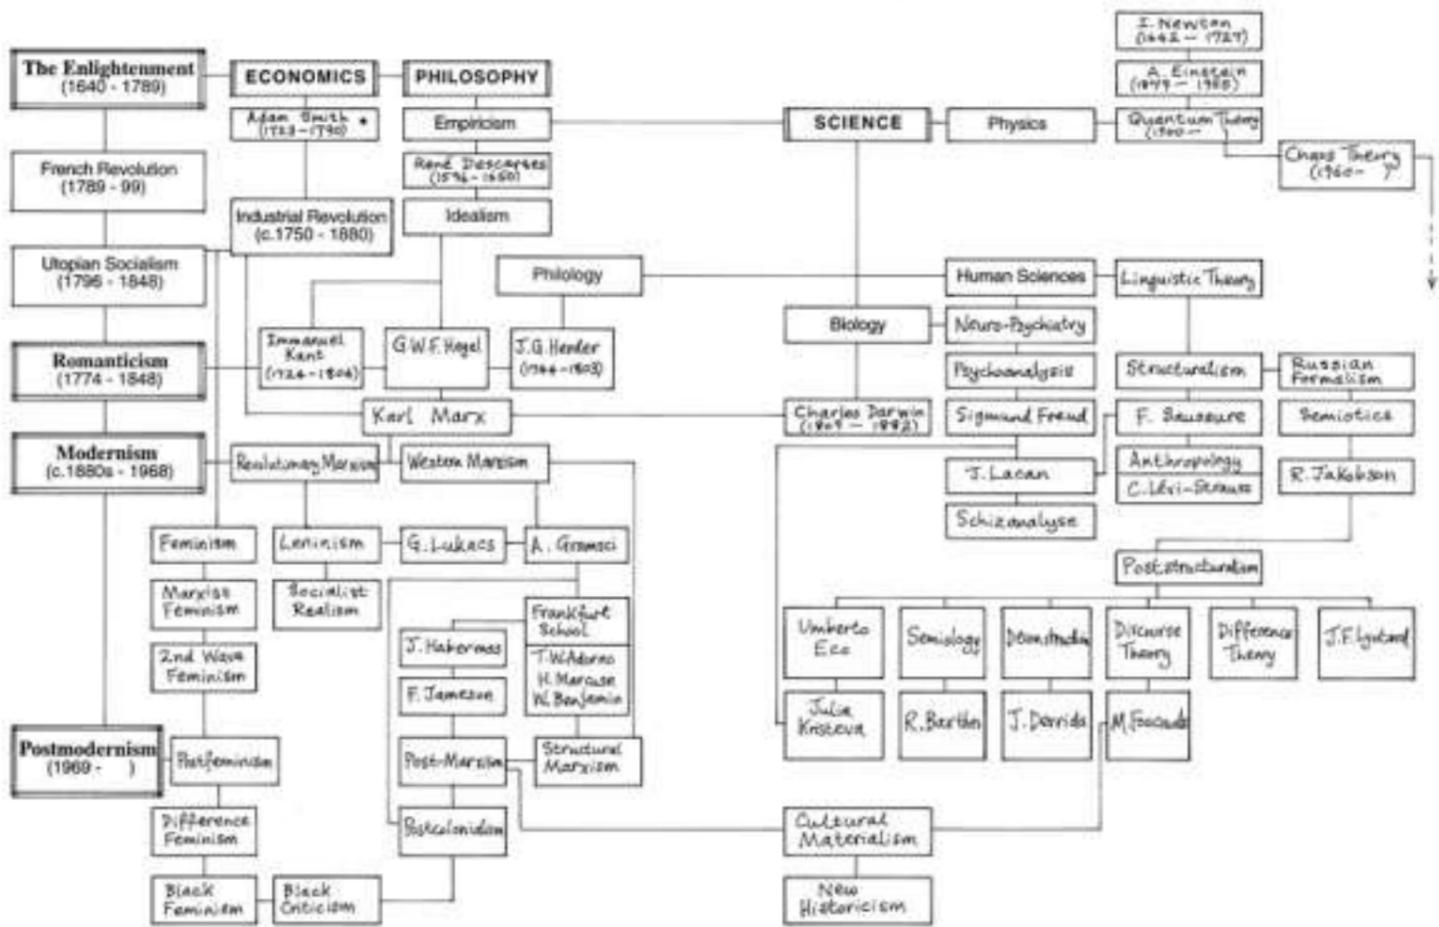 The Enlightenment
(1640 - 1789)
ECONOMICS
PHILOSOPHY
I. Newton
(1642 - 1727)
A. Einstein
(1879 - 1955)
Adam Smith *
(1723-1790)
Empiricism
SCIENCE
Physics
Quantum Theory
(1900-
French Revolution
(1789 - 99)
René Descartes
(1596-1650)
Chaos Theory
(1960- )
Industrial Revolution
(c.1750 - 1880)
Idealism
Utopian Socialism
(1796 - 1848)
Philology
Human Sciences
Linguistic Theory
Biology
Neuro-Psychiatry
Romanticism
(1774 - 1848)
Immanuel
Kant
(1724-1804)
G.W.F. Hegel
J.G. Herder
(1744-1803)
Psychoanalysis
Structuralism
Russian
Formalism
Karl Marx
Charles Darwin
(1809 - 1882)
Sigmund Freud
F. Saussure
Semiotics
Modernism
(c.1880s - 1968)
Revolutionary Marxism
Western Marxism
J. Lacan
Anthropology
C. Lévi-Strauss
R. Jakobson
Schizanalyse
Feminism
Leninism
G. Lukacs
A. Gramsci
Poststructuralism
Marxist
Feminism
Socialist
Realism
Frankfurt
School
T.W. Adorno
H. Marcuse
W. Benjamin
J. Habermas
Umberto
Eco
Semiology
Deconstruction
Discourse
Theory
Difference
Theory
J.F. Lyotard
2nd Wave
Feminism
F. Jameson
Julia
Kristeva
R. Barthes
J. Derrida
M. Foucault
Postmodernism
(1969 - )
Postfeminism
Post-Marxism
Structural
Marxism
Difference
Feminism
Postcolonialism
Cultural
Materialism
Black
Feminism
Black
Criticism
New
Historicism